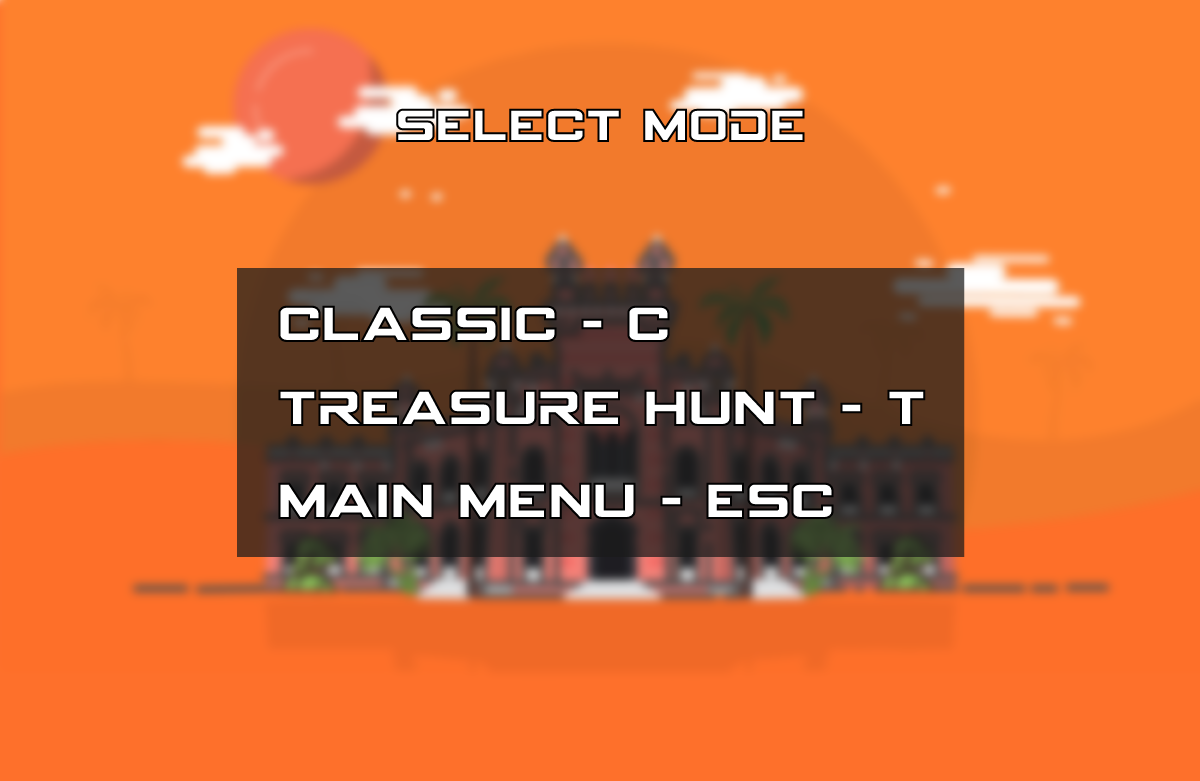 SELECT MODE
CLASSIC - C
TREASURE HUNT - T
MAIN MENU - ESC